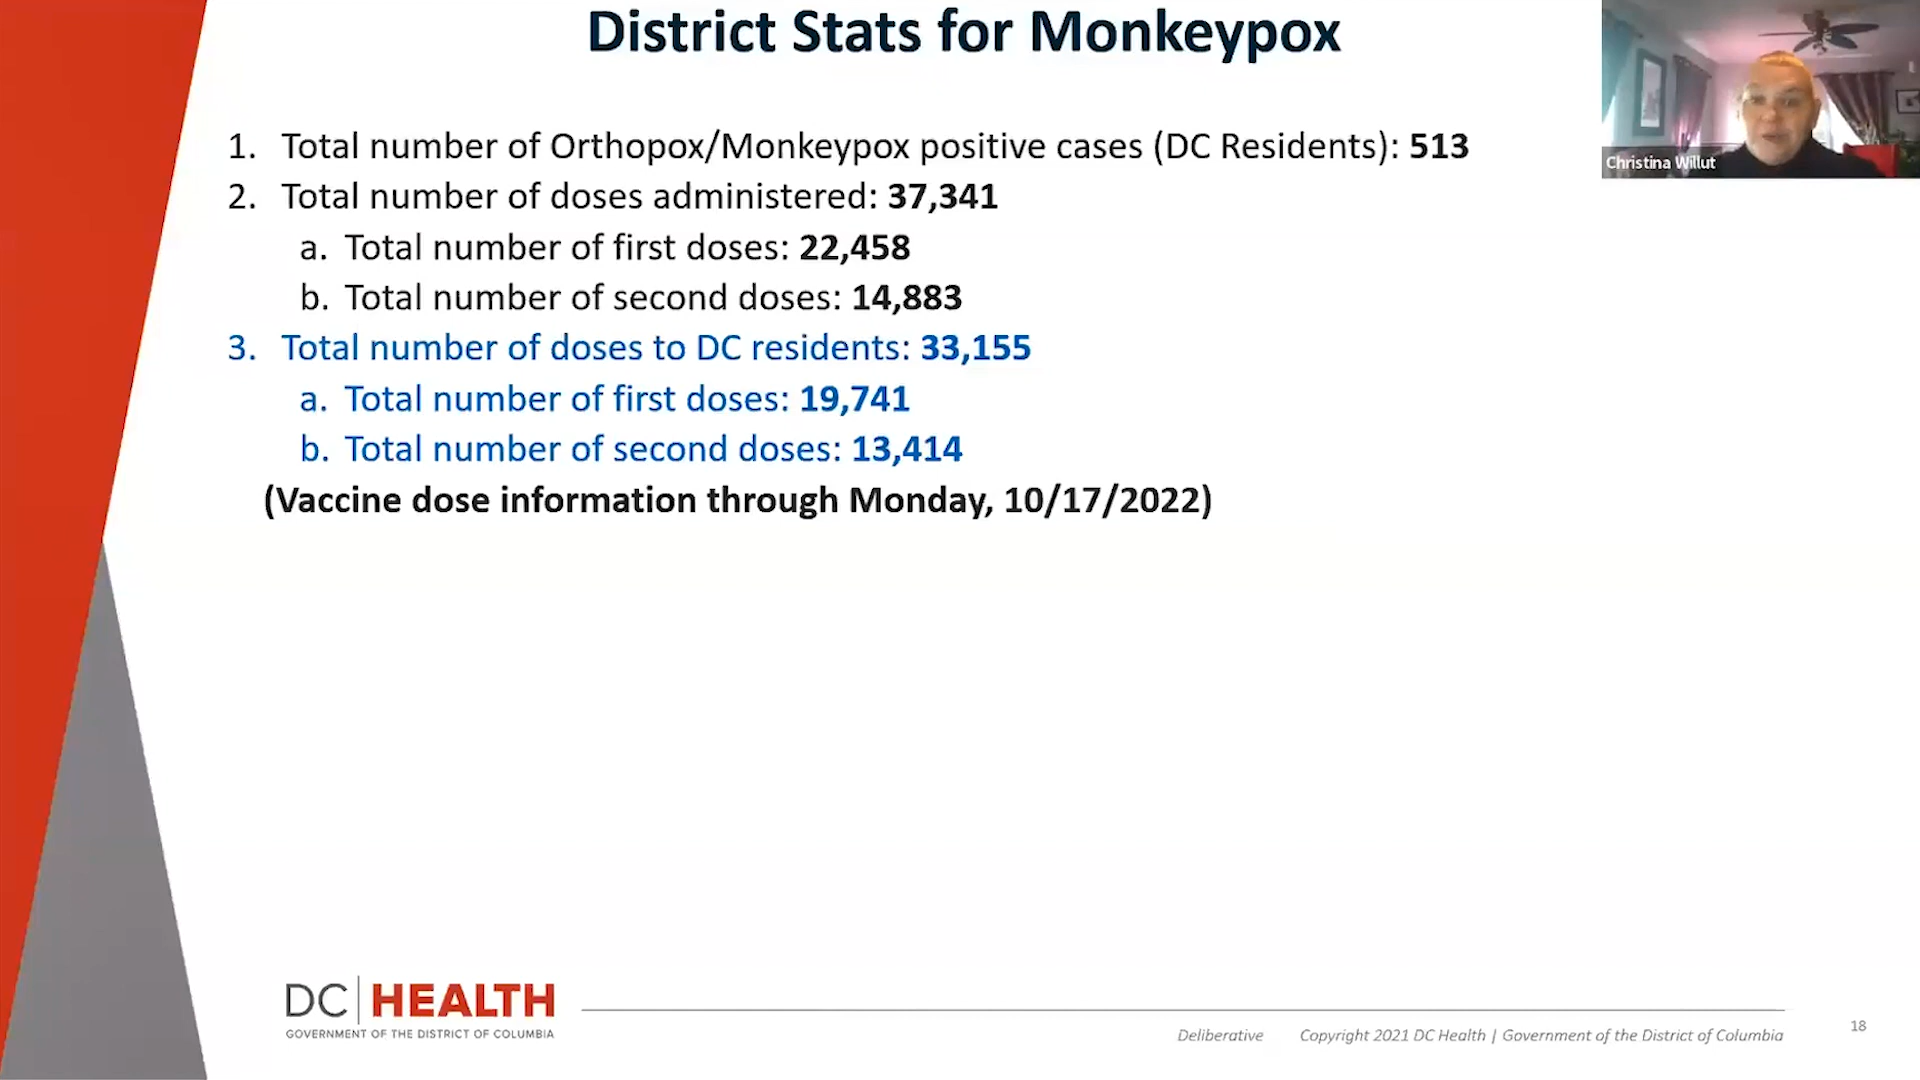 District Stats for Monkeypox
Christina Willut
1. Total number of Orthopox/Monkeypox positive cases (DC Residents): 513
2. Total number of doses administered: 37,341
a. Total number of first doses: 22,458
b. Total number of second doses: 14,883
3. Total number of doses to DC residents: 33,155
a. Total number of first doses: 19,741
b. Total number of second doses: 13,414
(Vaccine dose information through Monday, 10/17/2022)
DC HEALTH
GOVERNMENT OF THE DISTRICT OF COLUMBIA
Deliberative Copyright 2021 DC Health | Government of the District of Columbia
18